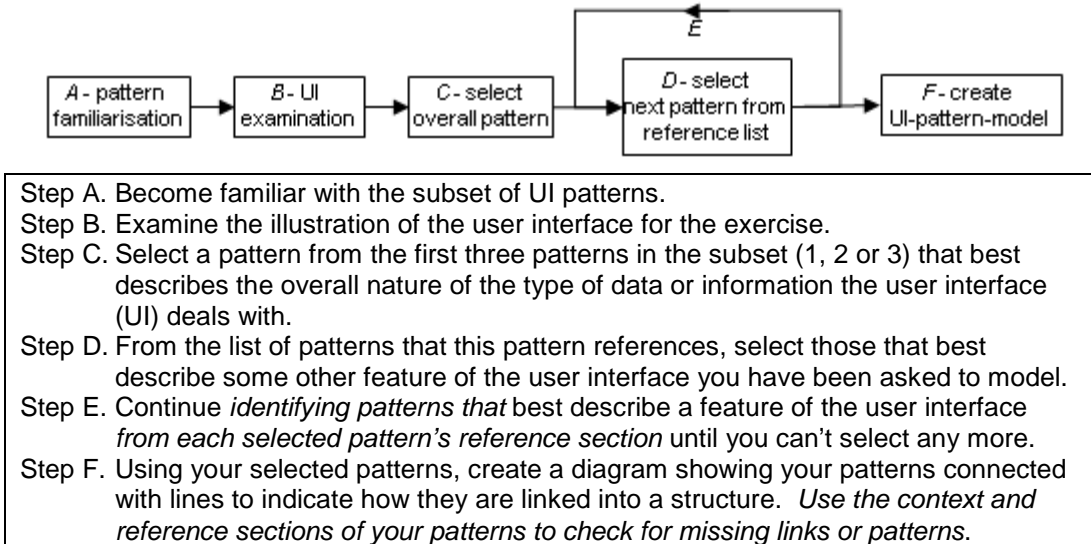 E
A - pattern
familiarisation
B - UI
examination
C - select
overall pattern
D - select
next pattern from
reference list
F - create
UI-pattern-model
Step A. Become familiar with the subset of UI patterns.
Step B. Examine the illustration of the user interface for the exercise.
Step C. Select a pattern from the first three patterns in the subset (1, 2 or 3) that best
describes the overall nature of the type of data or information the user interface
(UI) deals with.
Step D. From the list of patterns that this pattern references, select those that best
describe some other feature of the user interface you have been asked to model.
Step E. Continue identifying patterns that best describe a feature of the user interface
from each selected pattern's reference section until you can't select any more.
Step F. Using your selected patterns, create a diagram showing your patterns connected
with lines to indicate how they are linked into a structure. Use the context and
reference sections of your patterns to check for missing links or patterns.